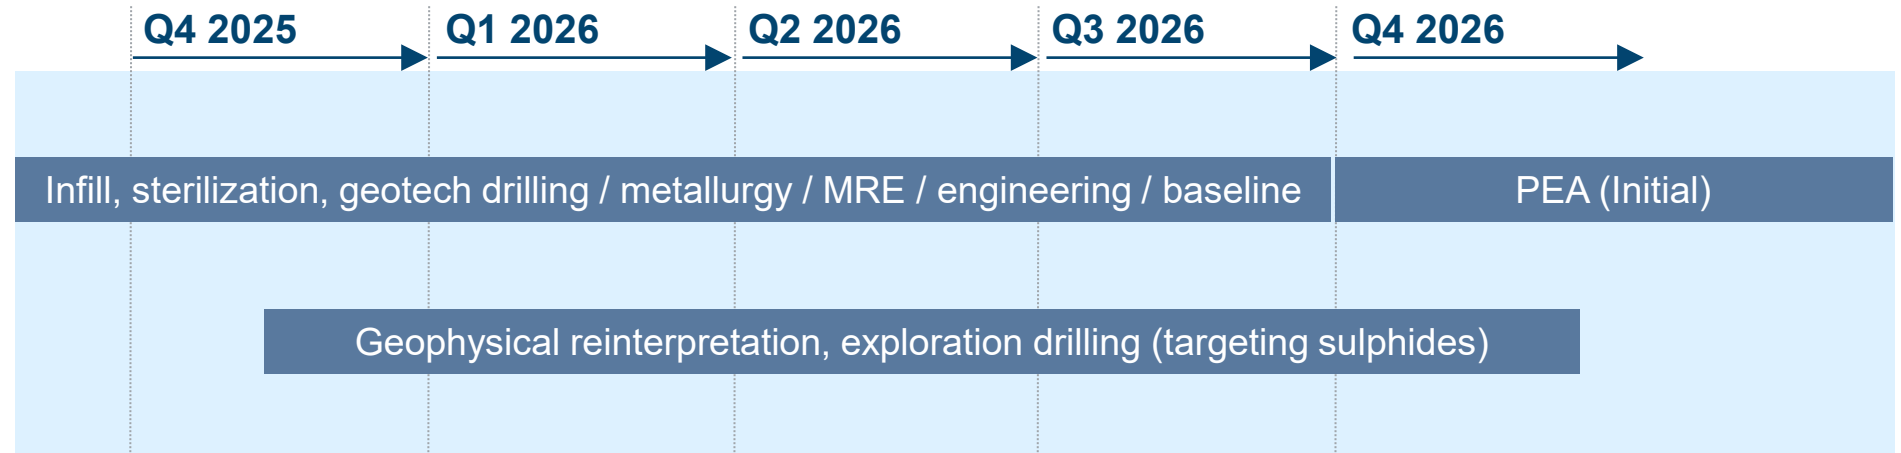 Q4 2025 Q1 2026 Q2 2026 Q3 2026 Q4 2026
Infill, sterilization, geotech drilling / metallurgy / MRE / engineering / baseline PEA (Initial)
Geophysical reinterpretation, exploration drilling (targeting sulphides)